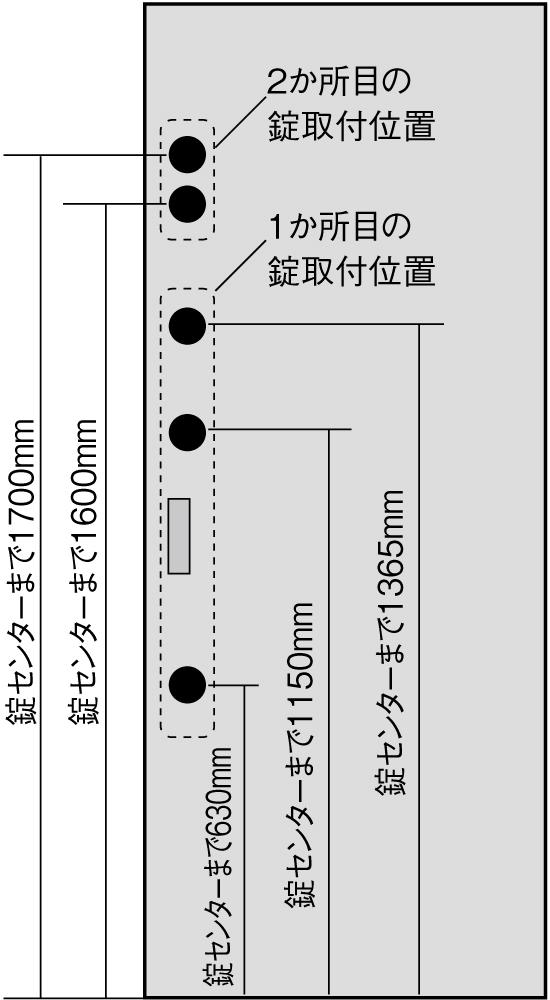 2か所目の
錠取付位置
1か所目の
錠取付位置
錠センターまで1700mm
錠センターまで1600mm
錠センターまで630mm
錠センターまで1150mm
錠センターまで1365mm